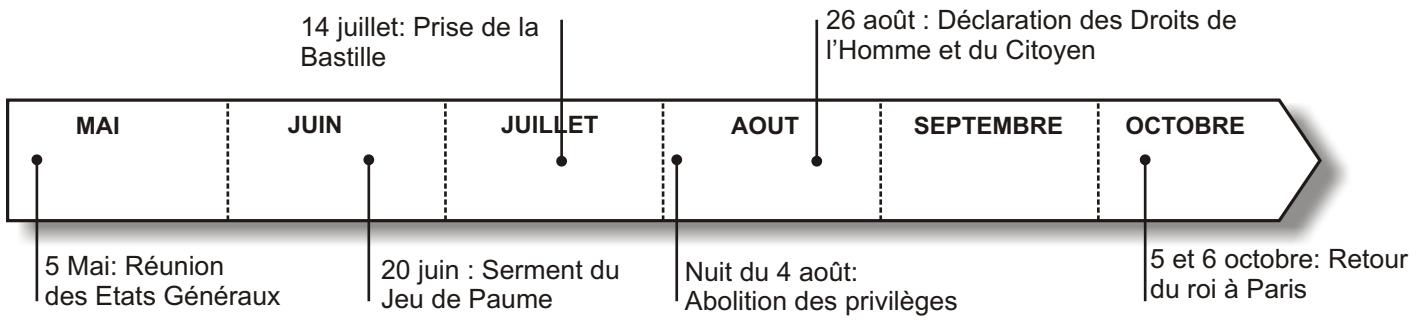 14 juillet: Prise de la
Bastille
26 août : Déclaration des Droits de
l'Homme et du Citoyen
MAI
JUIN
JUILLET
AOUT
SEPTEMBRE
OCTOBRE
5 Mai: Réunion
des Etats Généraux
20 juin : Serment du
Jeu de Paume
Nuit du 4 août:
Abolition des privilèges
5 et 6 octobre: Retour
du roi à Paris